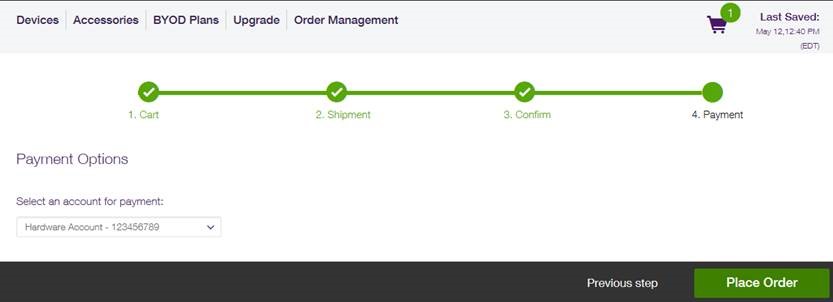 Devices Accessories BYOD Plans Upgrade Order Management
1
Last Saved:
May 12,12:40 PM
(EDT)
1. Cart 2. Shipment 3. Confirm 4. Payment
Payment Options
Select an account for payment:
Hardware Account - 123456789
Previous step Place Order